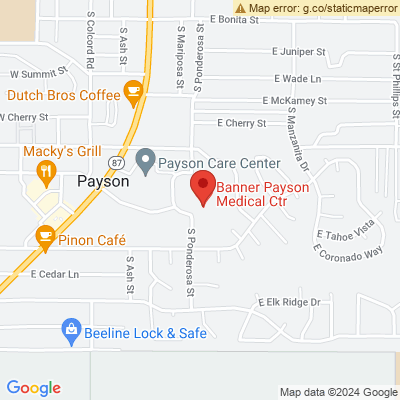 Map error: g.co/staticmaperror
E Bonita St
S Colcord Rd
S Ash St
S Mariposa St
S Ponderosa St
E Juniper St
S St Phillips St
W Summit St
E Wade Ln
Dutch Bros Coffee
E McKamey St
W Cherry St
E Cherry St
S Manzanita Dr
Macky's Grill
87
Payson Care Center
Payson
Banner Payson
Medical Ctr
E Tahoe Vista
E Coronado Way
Pinon Café
S Ponderosa St
E Cedar Ln
S Ash St
E Elk Ridge Dr
Beeline Lock & Safe
Google
Map data ©2024 Google